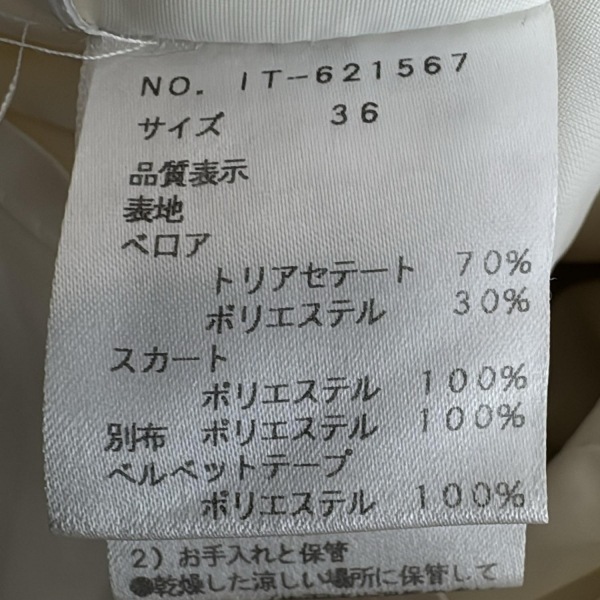 NO. IT-621567
サイズ 36
品質表示
表地
ベロア
トリアセテート 70%
ポリエステル 30%
スカート
ポリエステル 100%
別布 ポリエステル 100%
ベルベットテープ
ポリエステル 100%
2) お手入れと保管
●乾燥した涼しい場所に保管して